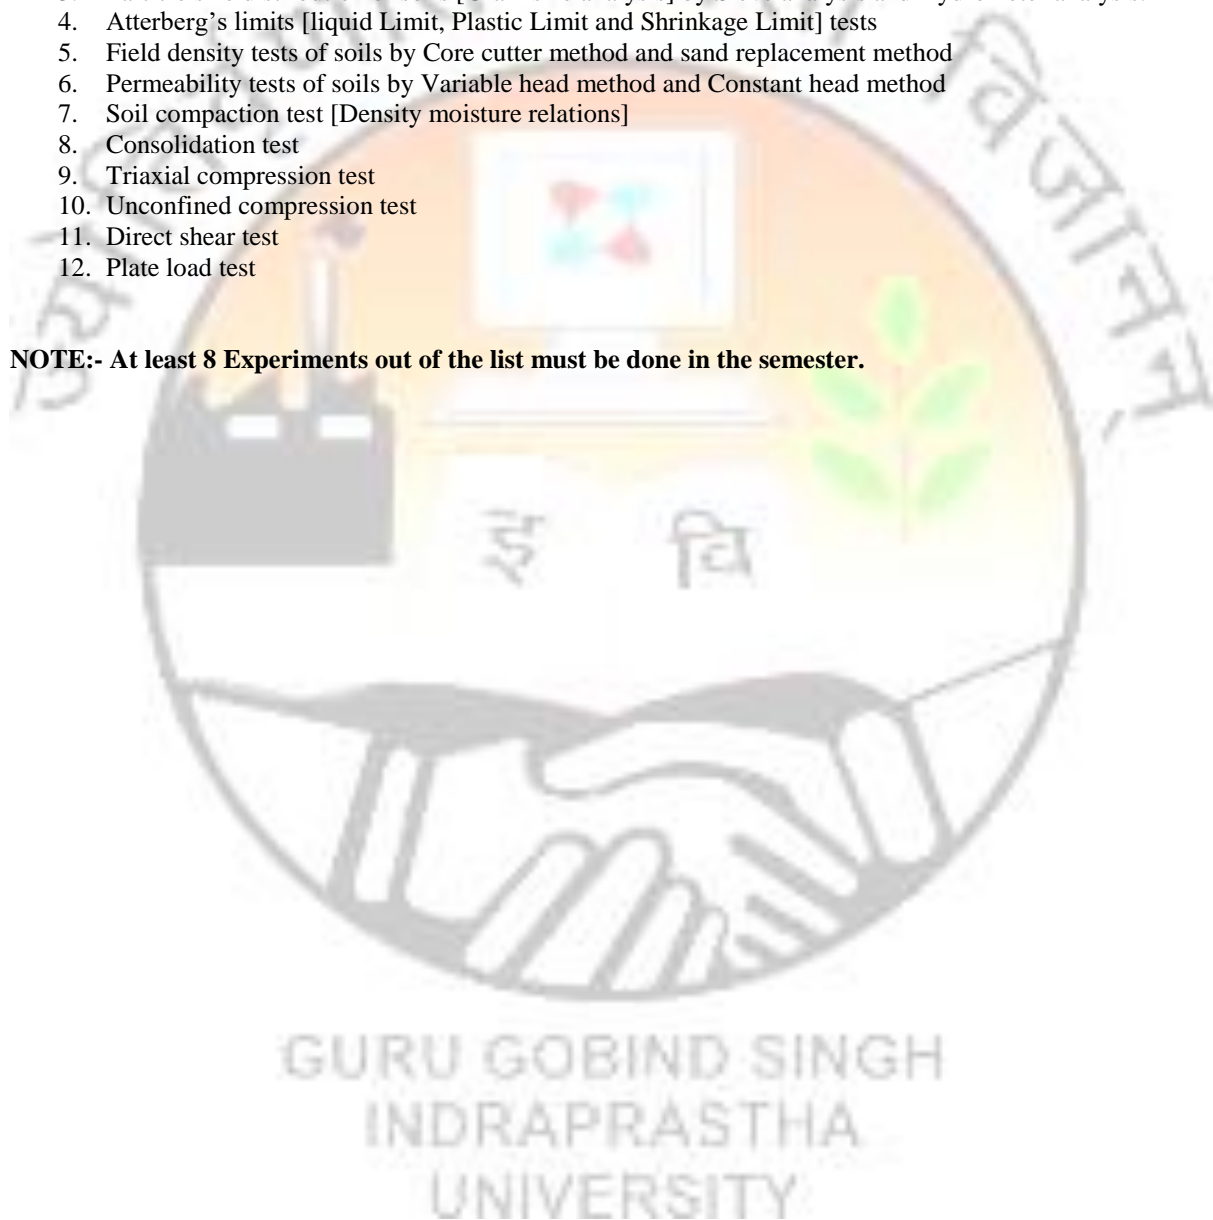 4. Atterberg’s limits [liquid Limit, Plastic Limit and Shrinkage Limit] tests
5. Field density tests of soils by Core cutter method and sand replacement method
6. Permeability tests of soils by Variable head method and Constant head method
7. Soil compaction test [Density moisture relations]
8. Consolidation test
9. Triaxial compression test
10. Unconfined compression test
11. Direct shear test
12. Plate load test
NOTE:- At least 8 Experiments out of the list must be done in the semester.
इं वि
GURU GOBIND SINGH
INDRAPRASTHA
UNIVERSITY